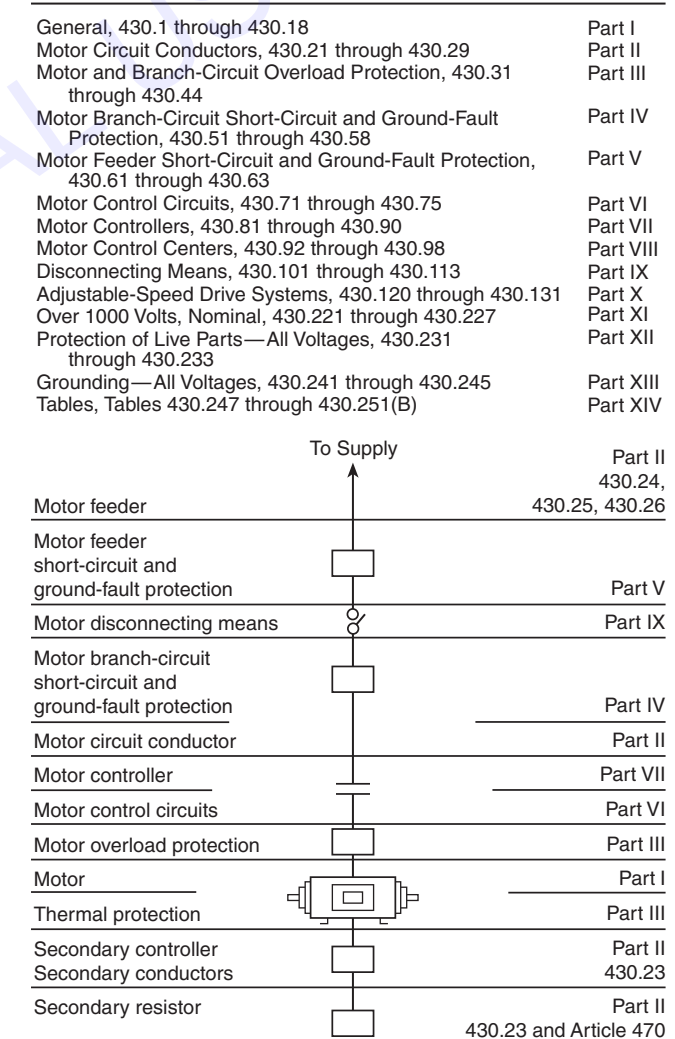 General, 430.1 through 430.18 Part I
Motor Circuit Conductors, 430.21 through 430.29 Part II
Motor and Branch-Circuit Overload Protection, 430.31 Part III
through 430.44
Motor Branch-Circuit Short-Circuit and Ground-Fault Part IV
Protection, 430.51 through 430.58
Motor Feeder Short-Circuit and Ground-Fault Protection, Part V
430.61 through 430.63
Motor Control Circuits, 430.71 through 430.75 Part VI
Motor Controllers, 430.81 through 430.90 Part VII
Motor Control Centers, 430.92 through 430.98 Part VIII
Disconnecting Means, 430.101 through 430.113 Part IX
Adjustable-Speed Drive Systems, 430.120 through 430.131 Part X
Over 1000 Volts, Nominal, 430.221 through 430.227 Part XI
Protection of Live Parts—All Voltages, 430.231 Part XII
through 430.233
Grounding—All Voltages, 430.241 through 430.245 Part XIII
Tables, Tables 430.247 through 430.251(B) Part XIV
To Supply
Part II
430.24,
Motor feeder 430.25, 430.26
Motor feeder
short-circuit and
ground-fault protection Part V
Motor disconnecting means Part IX
Motor branch-circuit
short-circuit and
ground-fault protection Part IV
Motor circuit conductor Part II
Motor controller Part VII
Motor control circuits Part VI
Motor overload protection Part III
Motor Part I
Thermal protection Part III
Secondary controller Part II
Secondary conductors 430.23
Secondary resistor Part II
430.23 and Article 470